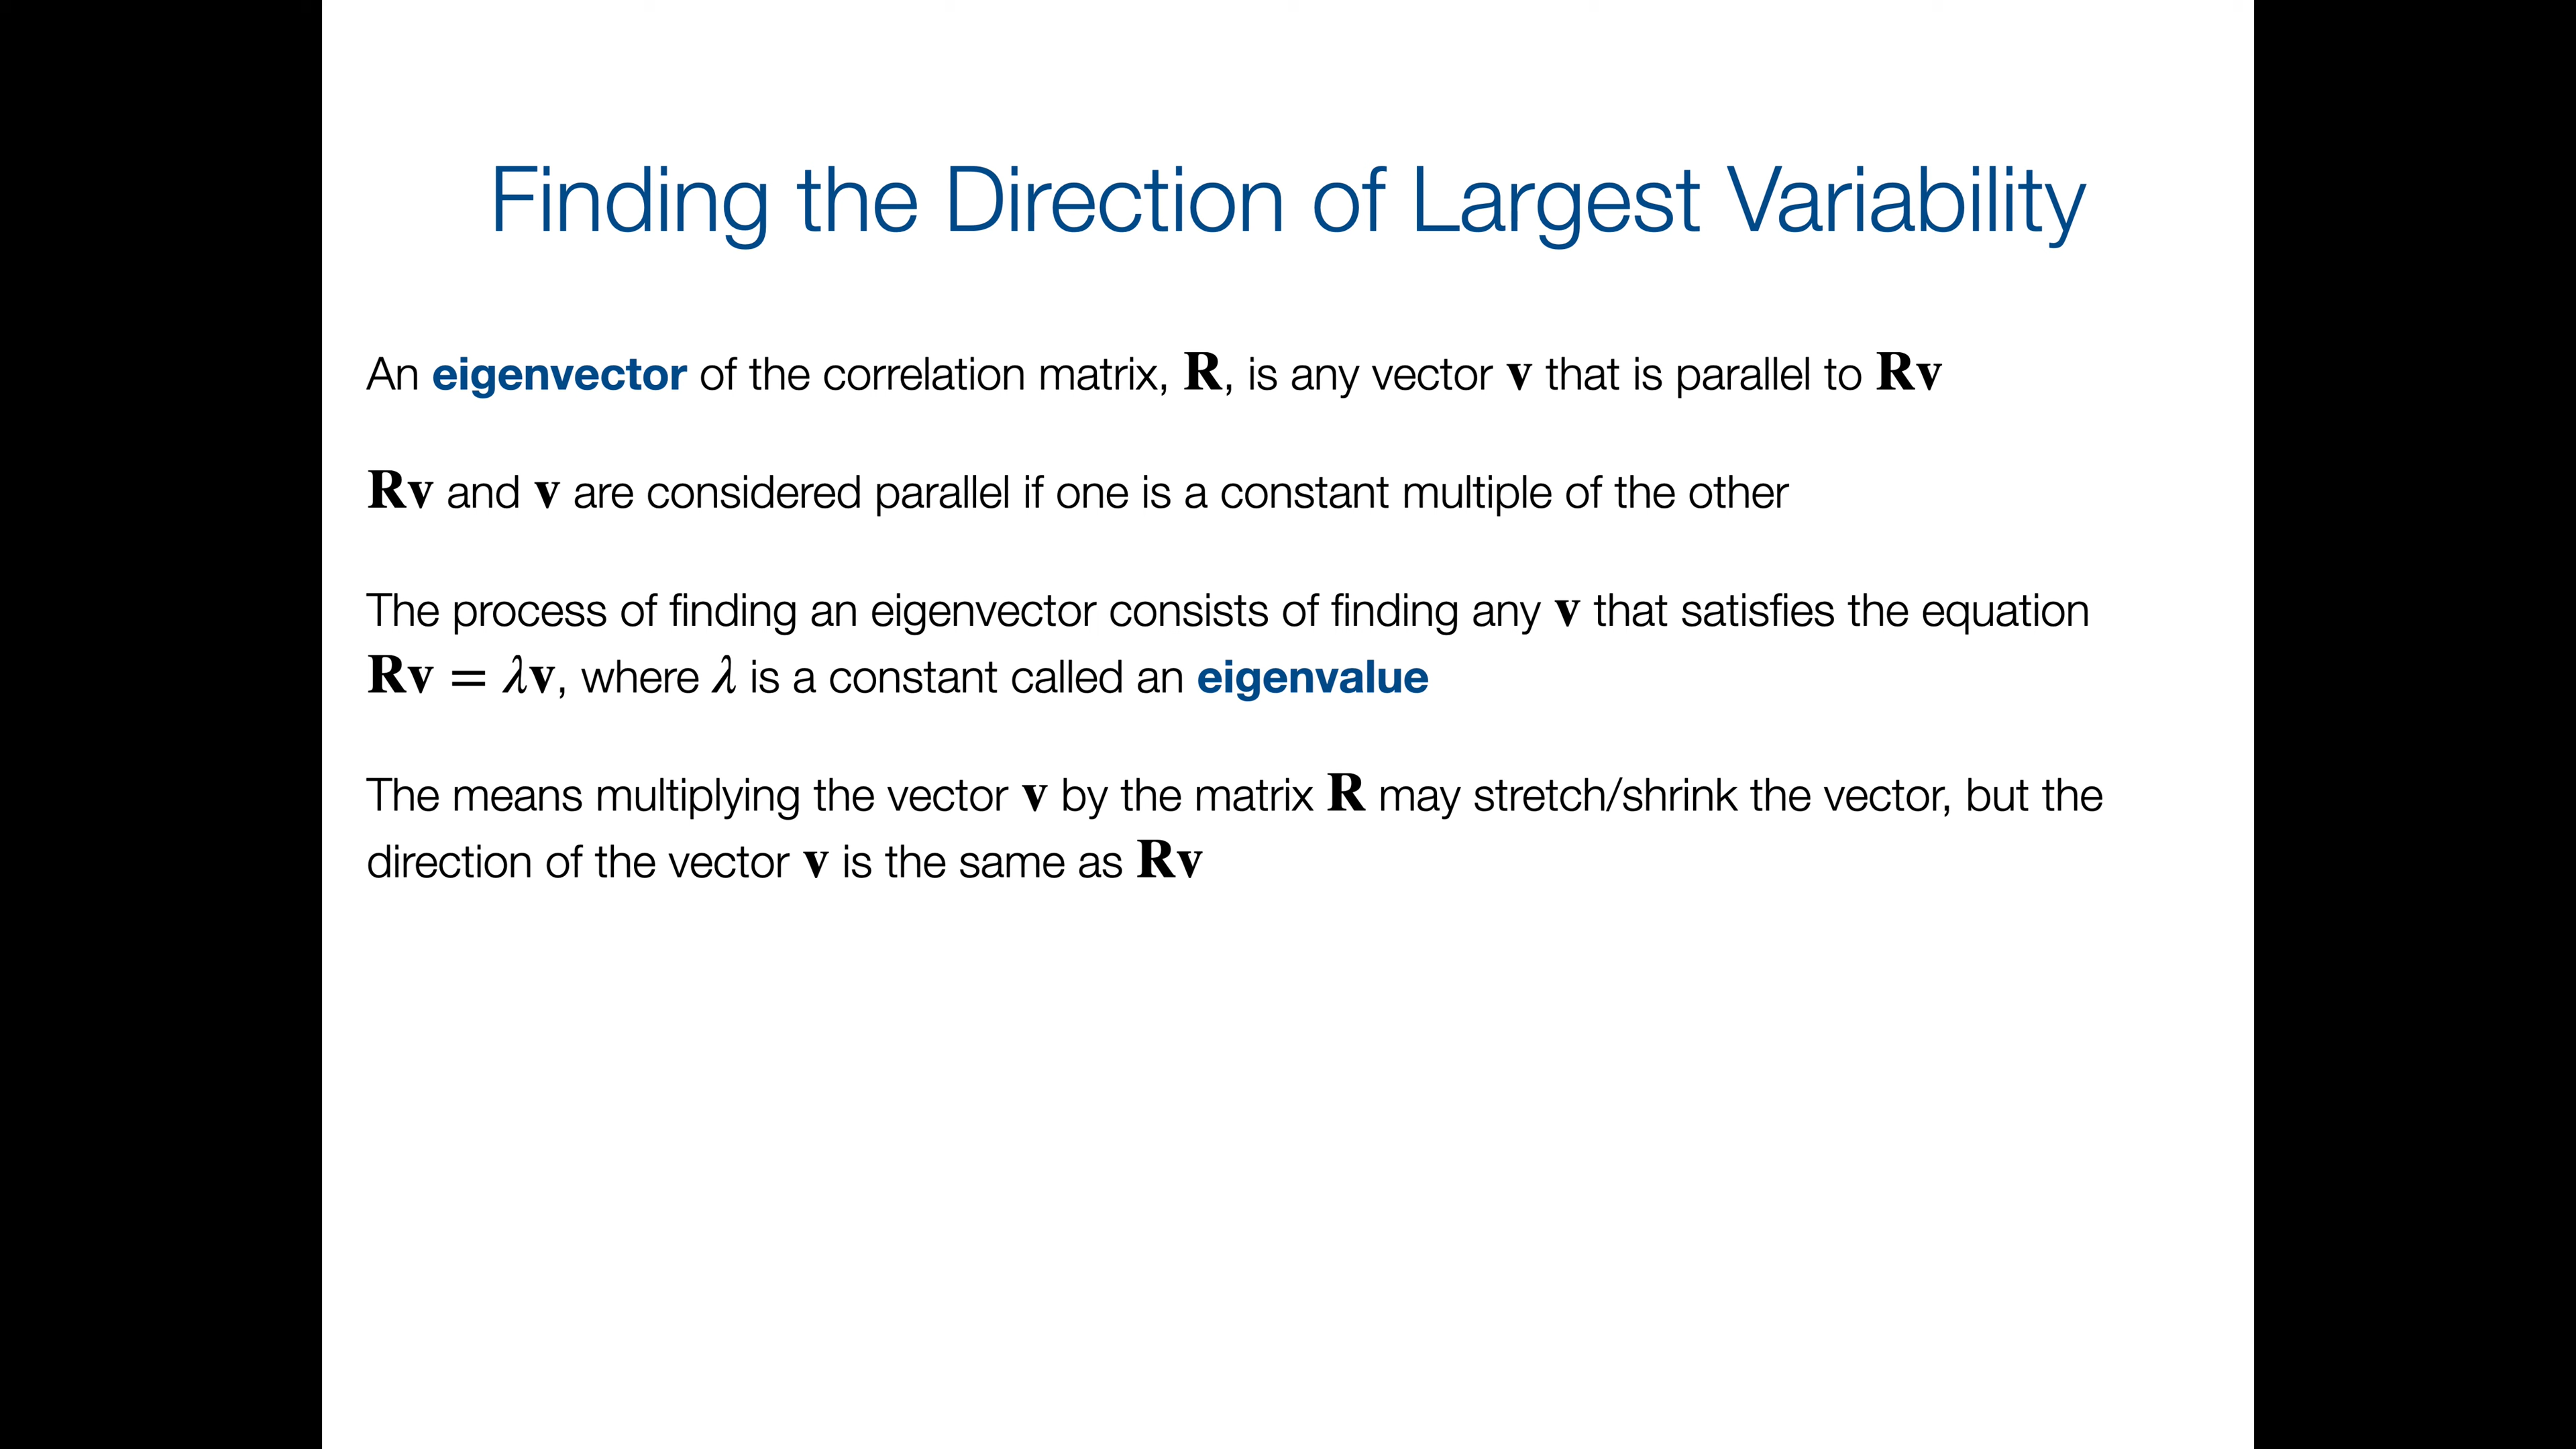 Finding the Direction of Largest Variability
An eigenvector of the correlation matrix, R, is any vector v that is parallel to Rv
Rv and v are considered parallel if one is a constant multiple of the other
The process of finding an eigenvector consists of finding any v that satisfies the equation
Rv = λv, where λ is a constant called an eigenvalue
The means multiplying the vector v by the matrix R may stretch/shrink the vector, but the
direction of the vector v is the same as Rv